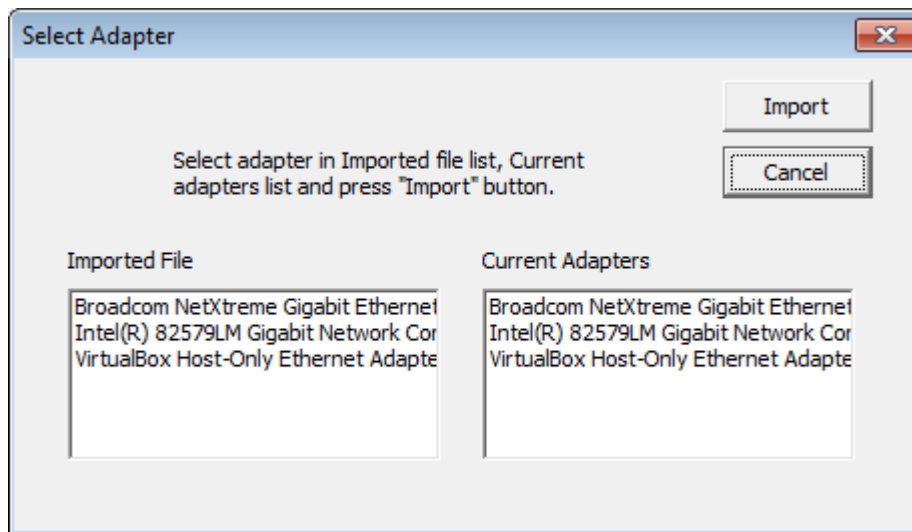 Select Adapter
Import
Select adapter in Imported file list, Current
adapters list and press "Import" button.
Cancel
Imported File
Current Adapters
Broadcom NetXtreme Gigabit Ethernet
Intel(R) 82579LM Gigabit Network Cor
VirtualBox Host-Only Ethernet Adapte
Broadcom NetXtreme Gigabit Ethernet
Intel(R) 82579LM Gigabit Network Cor
VirtualBox Host-Only Ethernet Adapte